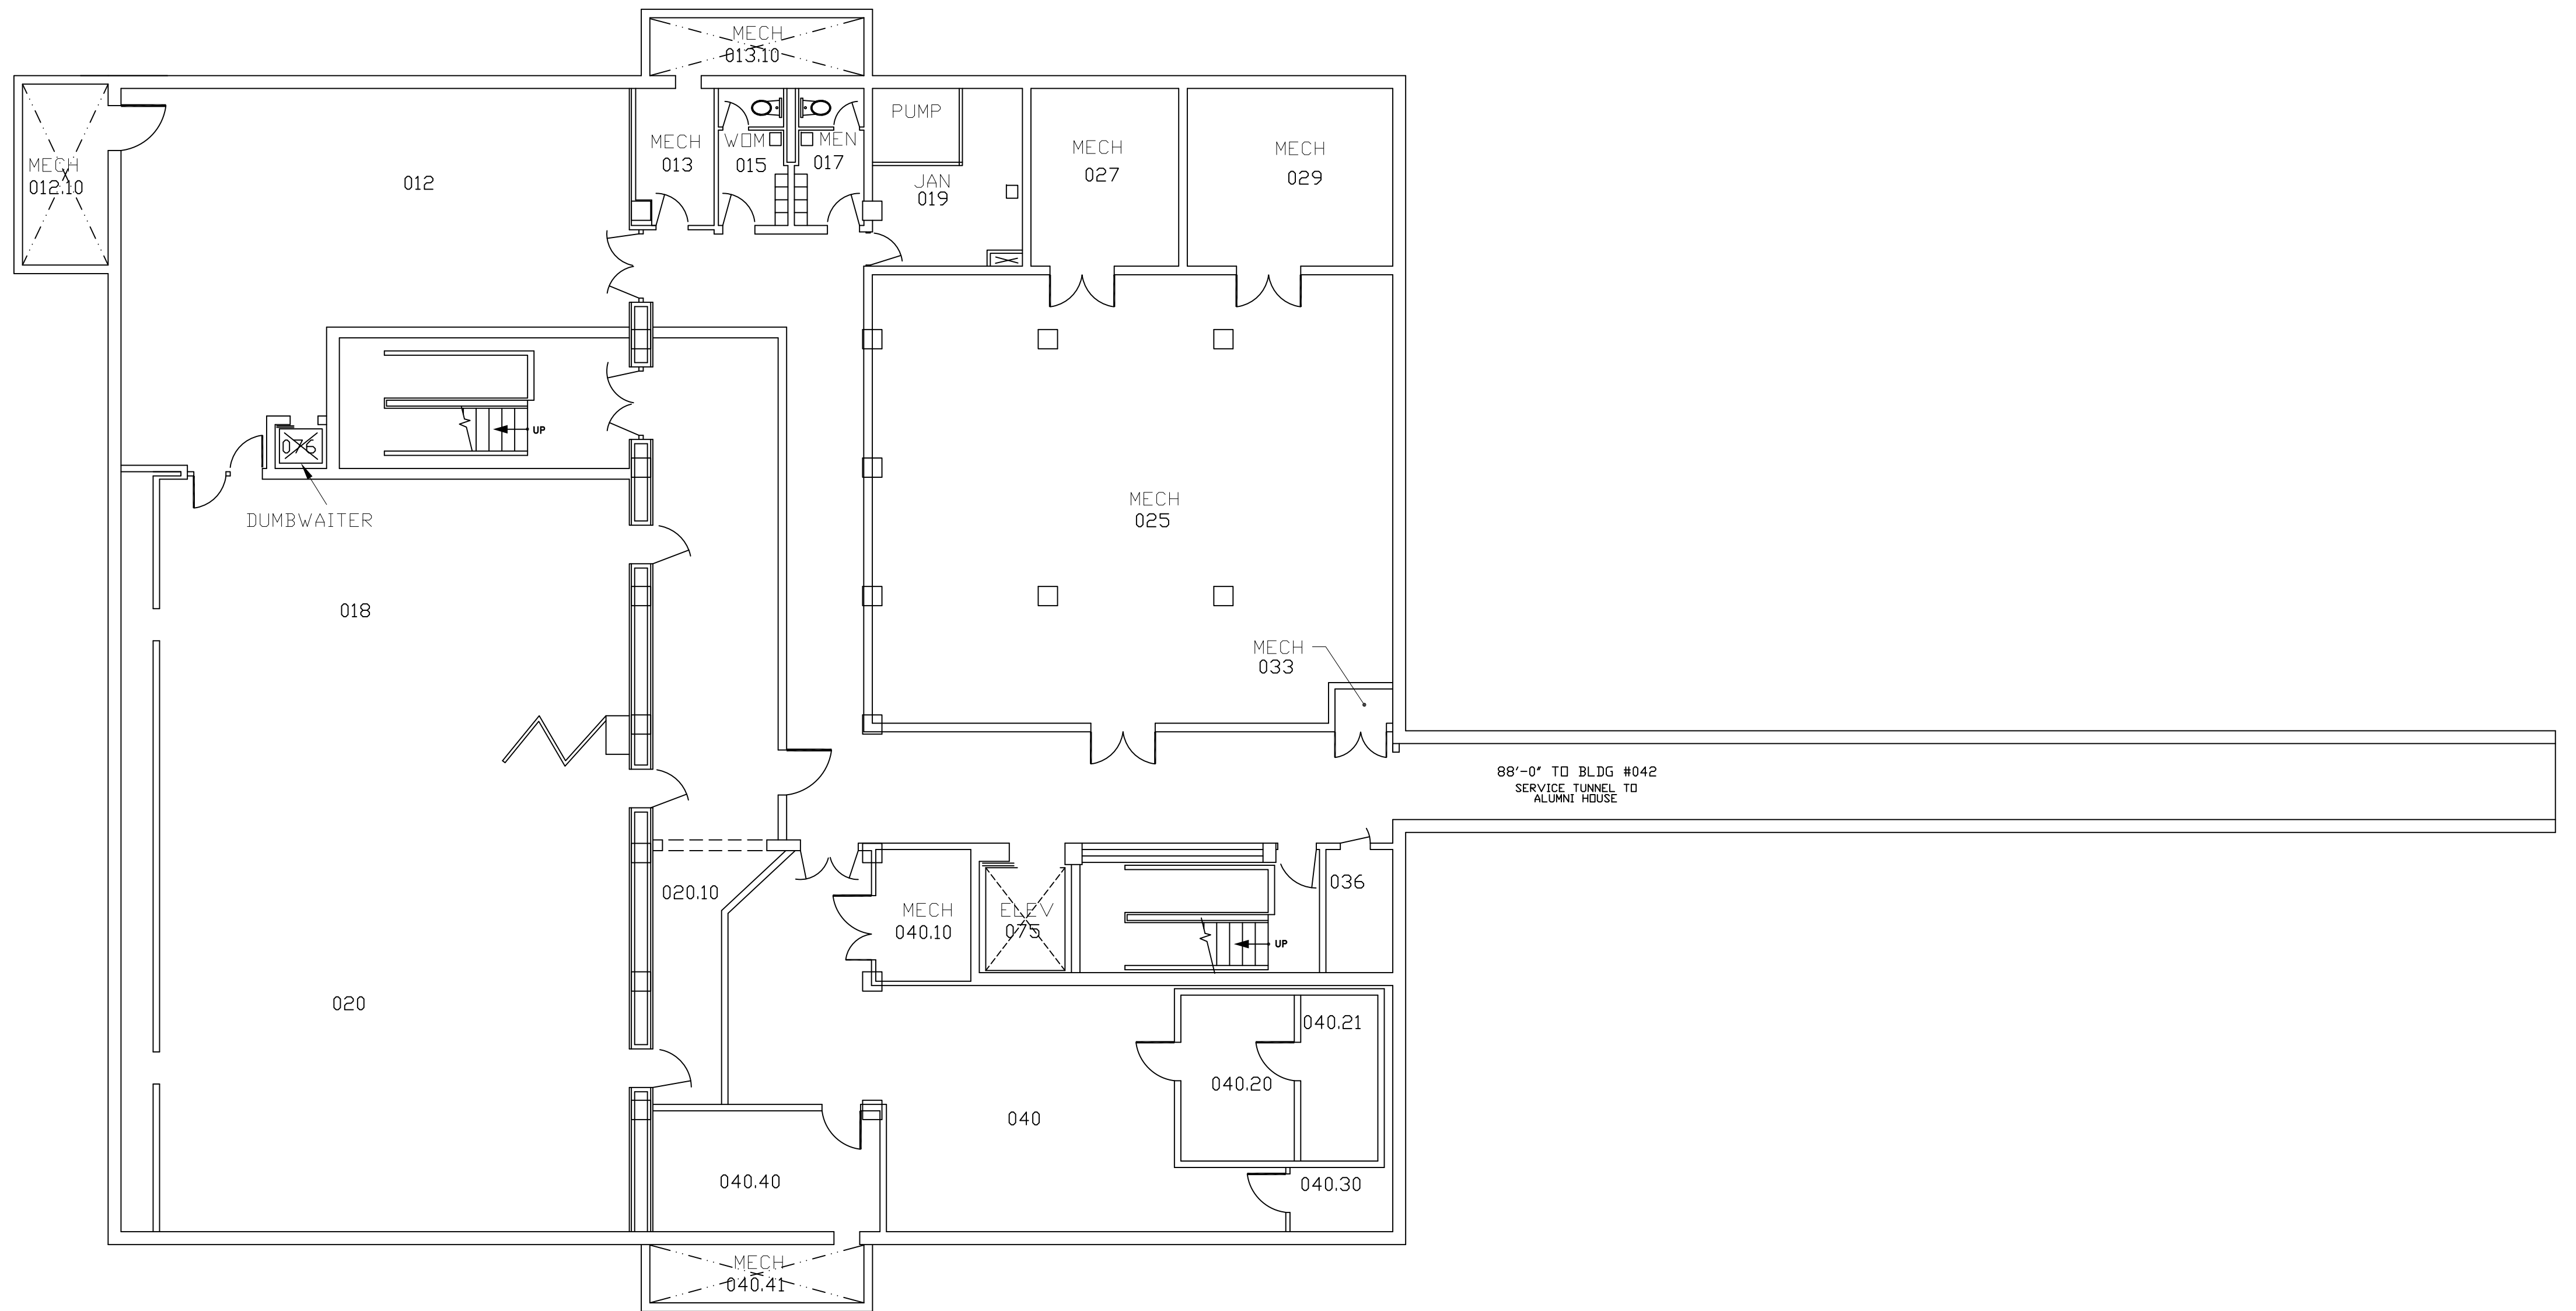 MECH
013.10
MECH
012.10
012
MECH
013
WOM
015
MEN
017
PUMP
JAN
019
MECH
027
MECH
029
UP
076
DUMBWAITER
MECH
025
018
MECH
033
88'-0" TO BLDG #042
SERVICE TUNNEL TO
ALUMNI HOUSE
020.10
MECH
040.10
ELEV
075
UP
036
020
040.21
040.20
040
040.40
040.30
MECH
040.41